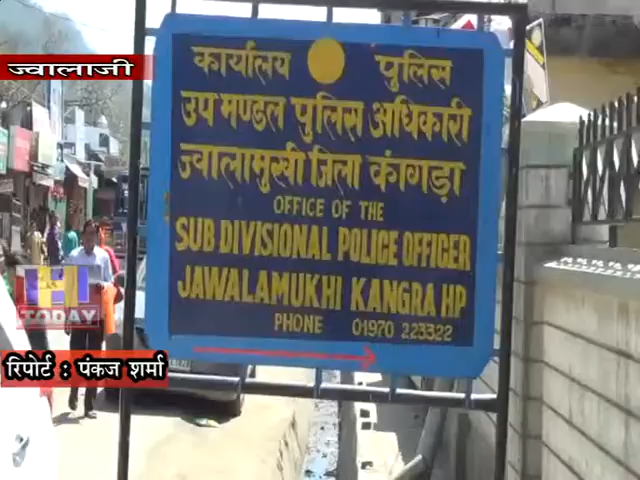 ज्वालाजी
कार्यालय पुलिस
उप मण्डल पुलिस अधिकारी
ज्वालामुखी जिला कांगड़ा
OFFICE OF THE
SUB DIVISIONAL POLICE OFFICER
JAWALAMUKHI KANGRA HP
PHONE 01970 223322
HI
TODAY
रिपोर्ट : पंकज शर्मा